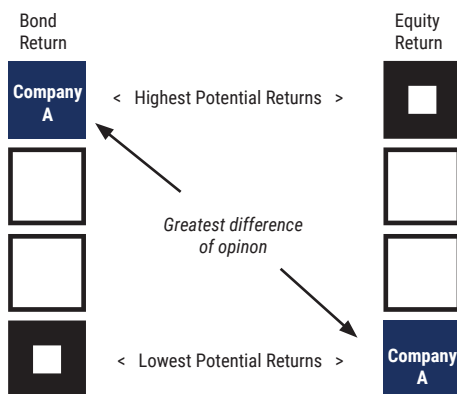 Bond
Return
Equity
Return
Company
A
< Highest Potential Returns >
Greatest difference
of opinon
< Lowest Potential Returns >
Company
A